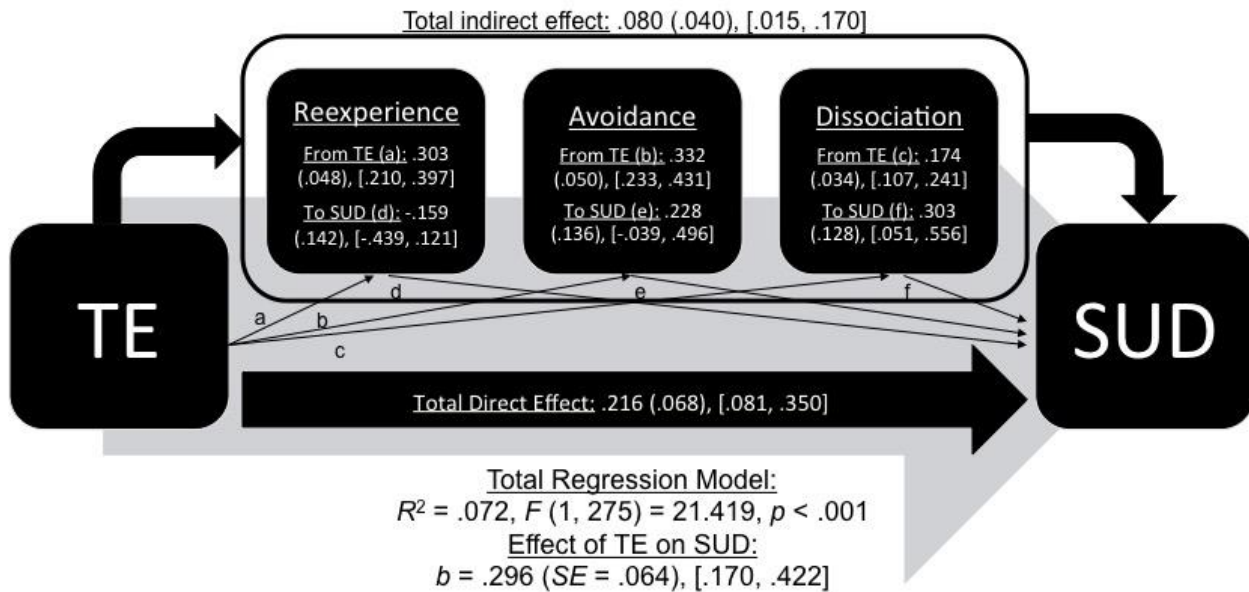 Total indirect effect: .080 (.040), [.015, .170]
Reexperience
From TE (a): .303
(.048), [.210, .397]
To SUD (d): -.159
(.142), [-.439, .121]
Avoidance
From TE (b): .332
(.050), [.233, .431]
To SUD (e): .228
(.136), [-.039, .496]
Dissociation
From TE (c): .174
(.034), [.107, .241]
To SUD (f): .303
(.128), [.051, .556]
TE
a
b
c
d
e
f
SUD
Total Direct Effect: .216 (.068), [.081, .350]
Total Regression Model:
R² = .072, F (1, 275) = 21.419, p < .001
Effect of TE on SUD:
b = .296 (SE = .064), [.170, .422]